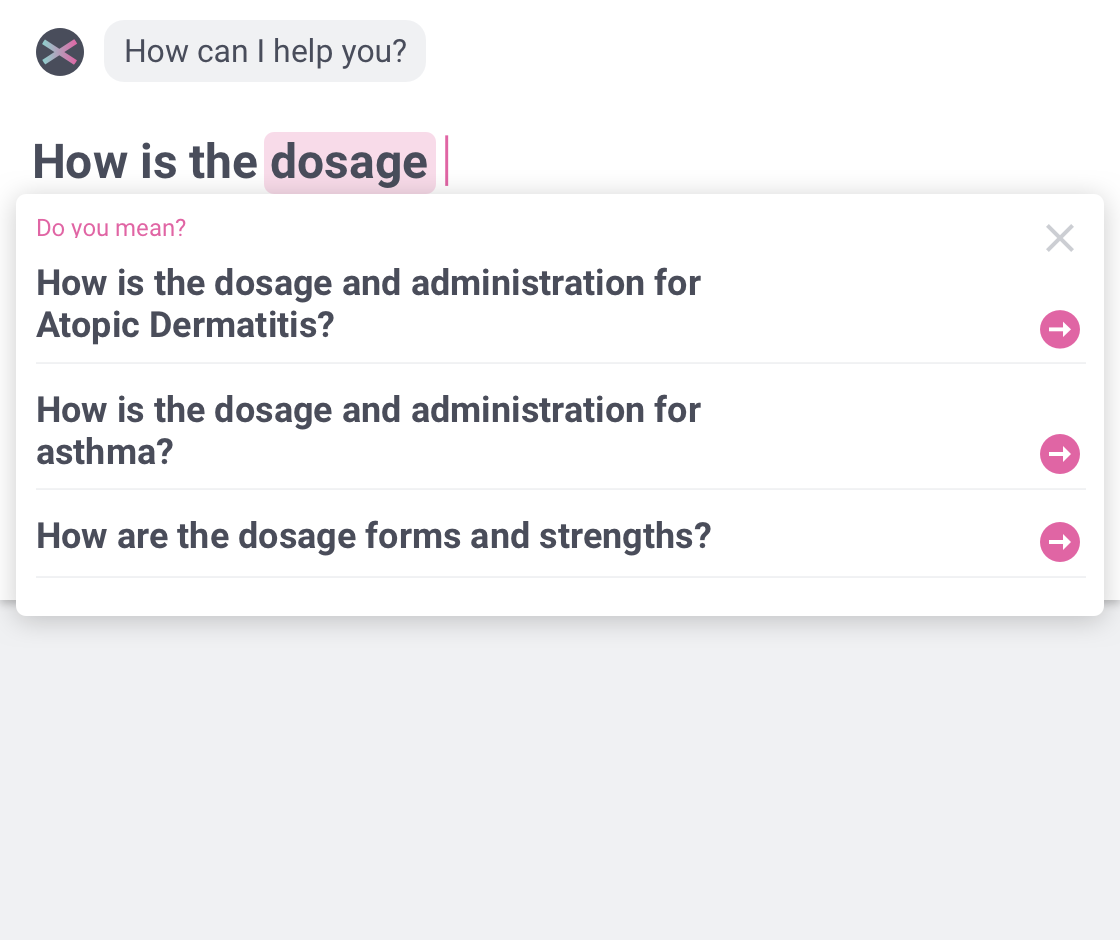 How can I help you?
How is the dosage
Do you mean?
How is the dosage and administration for
Atopic Dermatitis?
How is the dosage and administration for
asthma?
How are the dosage forms and strengths?